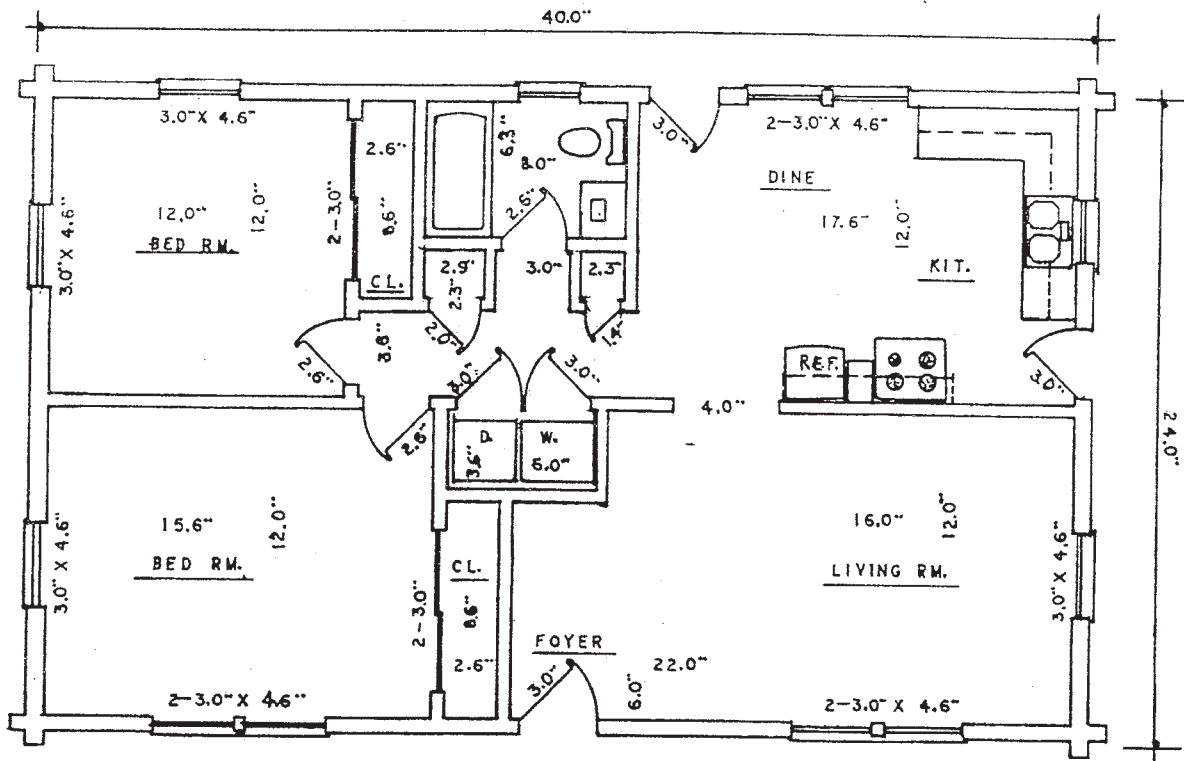 40.0"
3.0" X 4.6"
2.6"
6.3"
8.0"
3.0"
2-3.0" X 4.6"
DINE
2.6"
12.0"
12.0"
BED RM.
2-3.0"
8.6"
17.6"
12.0"
3.0" X 4.6"
CL.
2.9"
2.3"
3.0"
2.3"
KIT.
3.8"
2.0"
1.4"
2.6"
3.0"
3.0"
REF.
3.0"
4.0"
24.0"
2.8"
D.
W.
3.6"
6.0"
15.6"
12.0"
BED RM.
16.0"
12.0"
LIVING RM.
3.0" X 4.6"
3.0" X 4.6"
CL.
2-3.0"
8.6"
2.6"
FOYER
22.0"
3.0"
6.0"
2-3.0" X 4.6"
2-3.0" X 4.6"